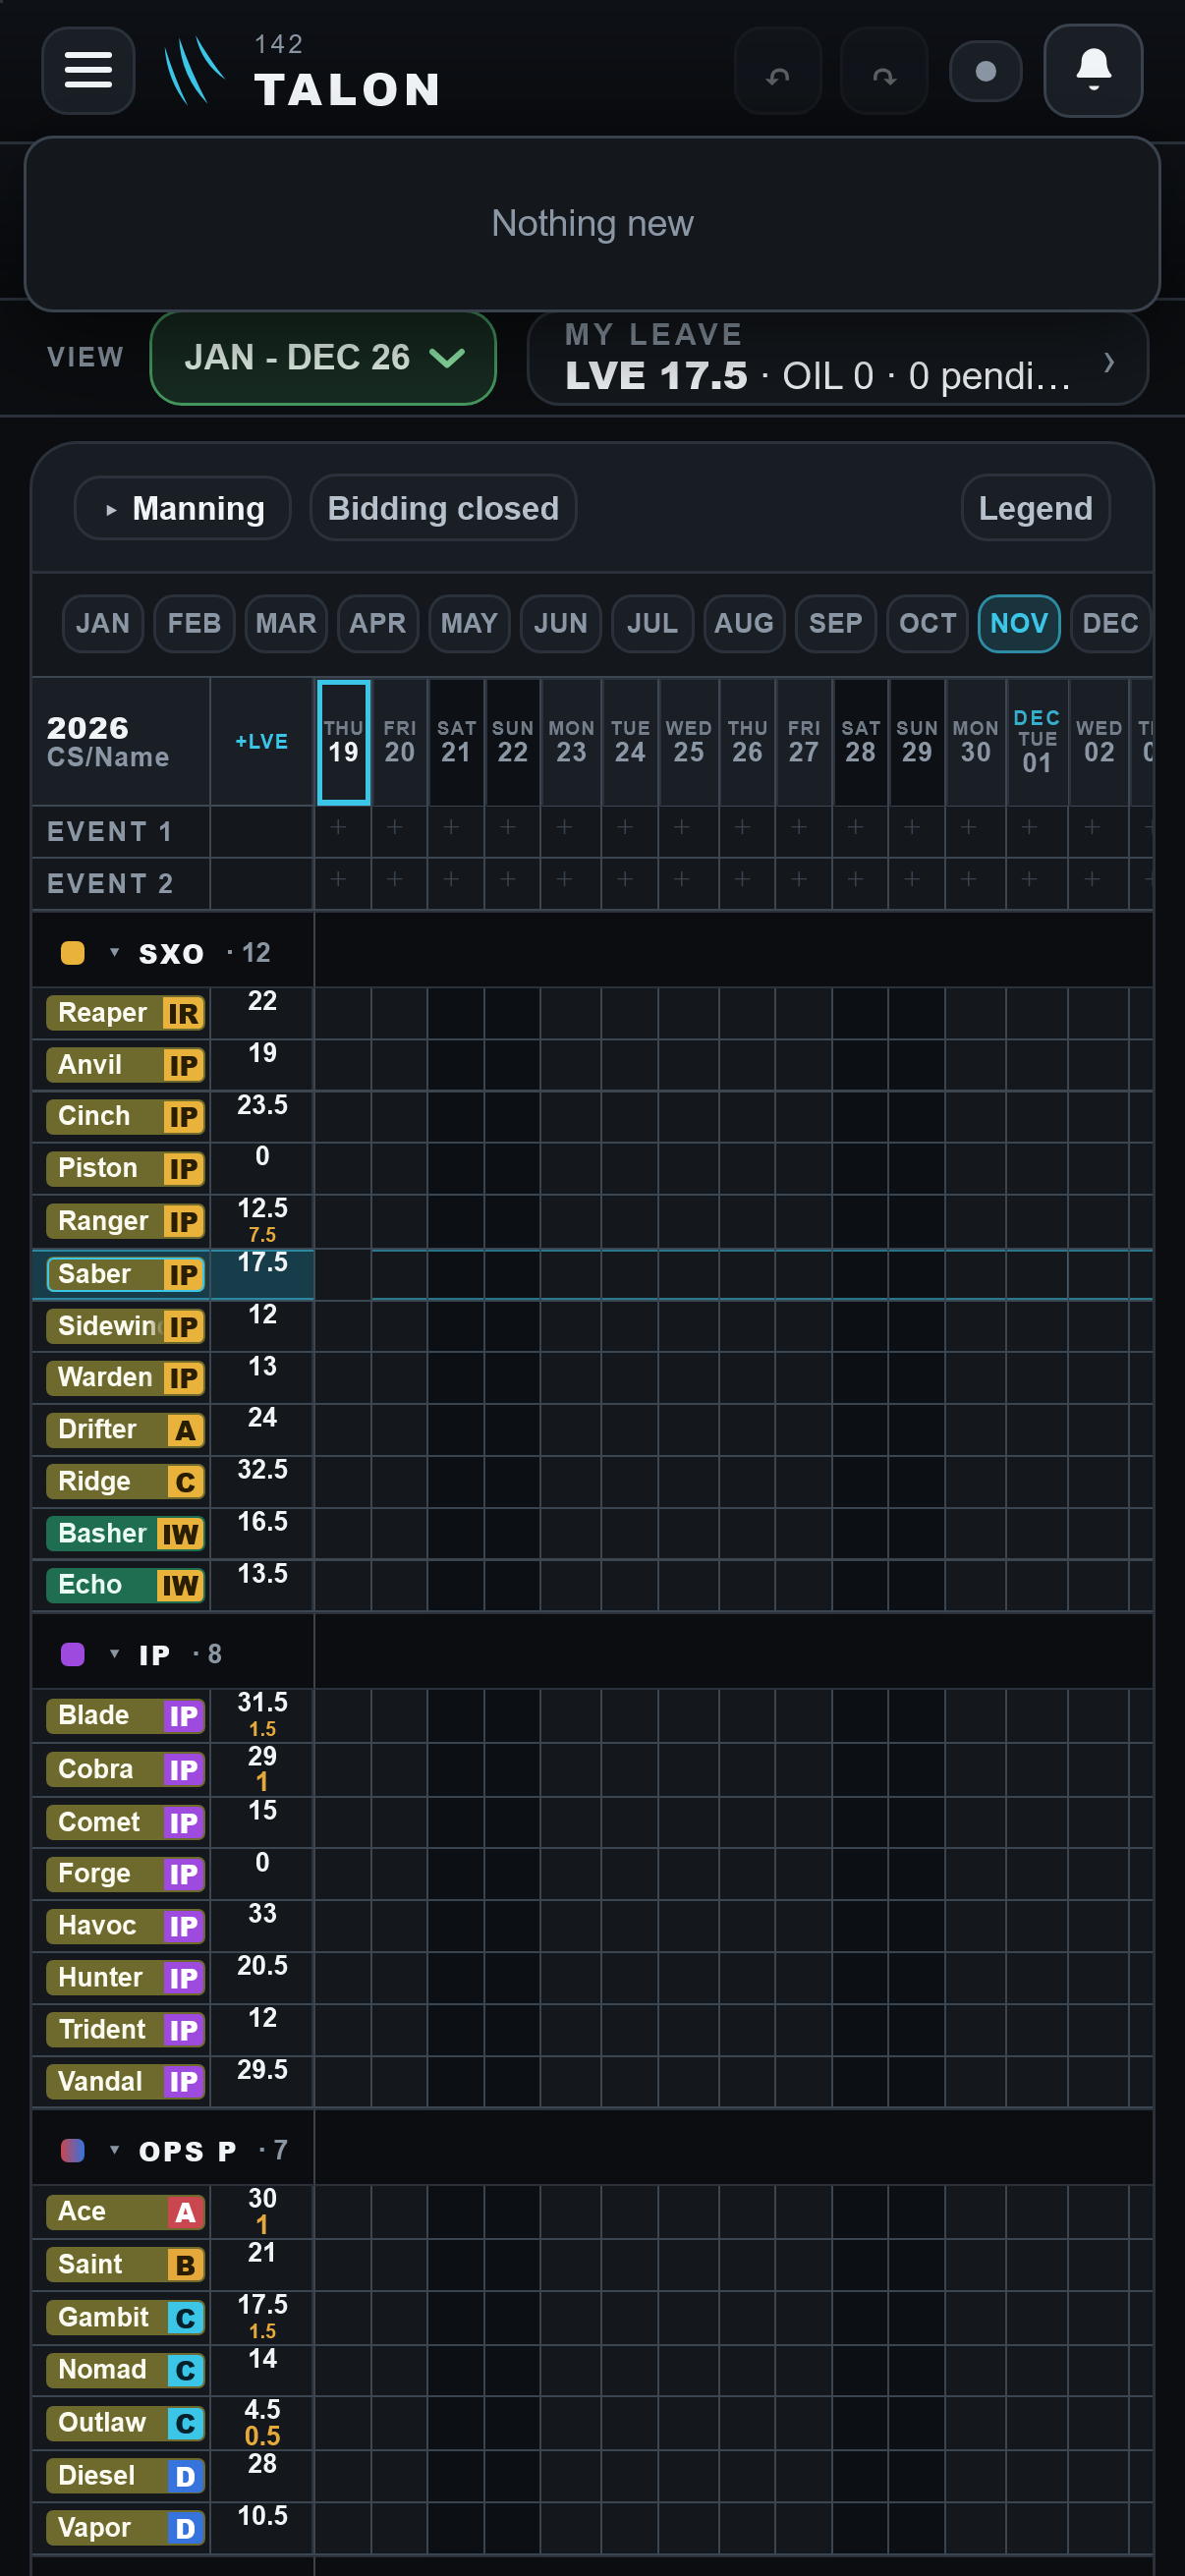 142
TALON
Nothing new
VIEW
JAN - DEC 26
MY LEAVE
LVE 17.5 · OIL 0 · 0 pendi...
Manning
Bidding closed
Legend
JAN FEB MAR APR MAY JUN JUL AUG SEP OCT NOV DEC
2026
CS/Name
+LVE
THU 19
FRI 20
SAT 21
SUN 22
MON 23
TUE 24
WED 25
THU 26
FRI 27
SAT 28
SUN 29
MON 30
DEC TUE 01
WED 02
EVENT 1 + + + + + + + + + + + + + +
EVENT 2 + + + + + + + + + + + + + +
SXO · 12
Reaper IR 22
Anvil IP 19
Cinch IP 23.5
Piston IP 0
Ranger IP 12.5
7.5
Saber IP 17.5
Sidewin IP 12
Warden IP 13
Drifter A 24
Ridge C 32.5
Basher IW 16.5
Echo IW 13.5
IP · 8
Blade IP 31.5
1.5
Cobra IP 29
1
Comet IP 15
Forge IP 0
Havoc IP 33
Hunter IP 20.5
Trident IP 12
Vandal IP 29.5
OPS P · 7
Ace A 30
1
Saint B 21
Gambit C 17.5
1.5
Nomad C 14
Outlaw C 4.5
0.5
Diesel D 28
Vapor D 10.5